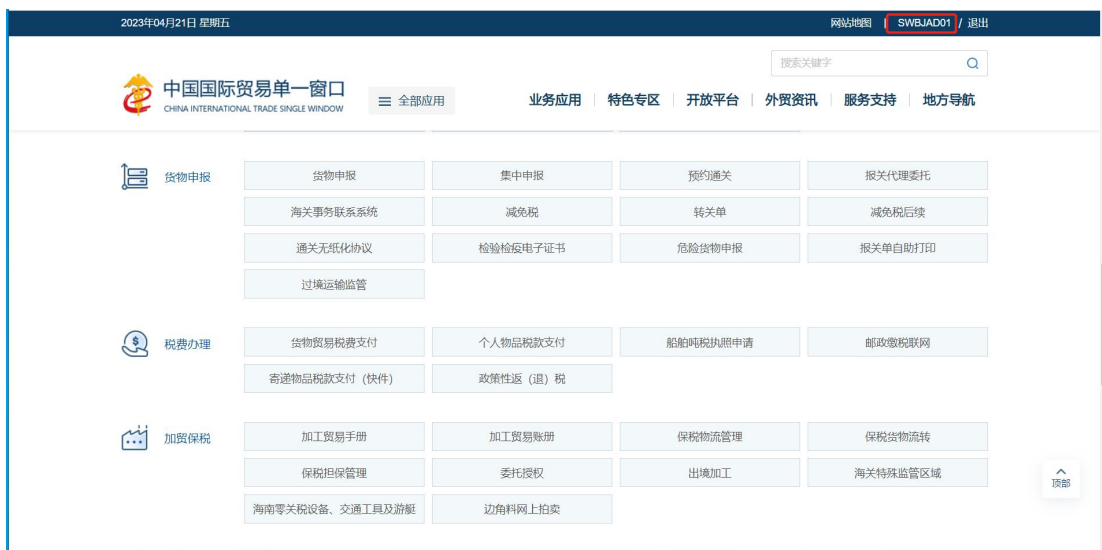 2023年04月21日 星期五 网站地图 | SWBJAD01 / 退出
搜索关键字
中国国际贸易单一窗口
CHINA INTERNATIONAL TRADE SINGLE WINDOW
全部应用 业务应用 特色专区 开放平台 外贸资讯 服务支持 地方导航
货物申报 货物申报 集中申报 预约通关 报关代理委托
海关事务联系系统 减免税 转关单 减免税后续
通关无纸化协议 检验检疫电子证书 危险货物申报 报关单自助打印
过境运输监管
税费办理 货物贸易税费支付 个人物品税款支付 船舶吨税执照申请 邮政缴税联网
寄递物品税款支付（快件） 政策性返（退）税
加贸保税 加工贸易手册 加工贸易账册 保税物流管理 保税货物流转
保税担保管理 委托授权 出境加工 海关特殊监管区域
海南零关税设备、交通工具及游艇 边角料网上拍卖
顶部